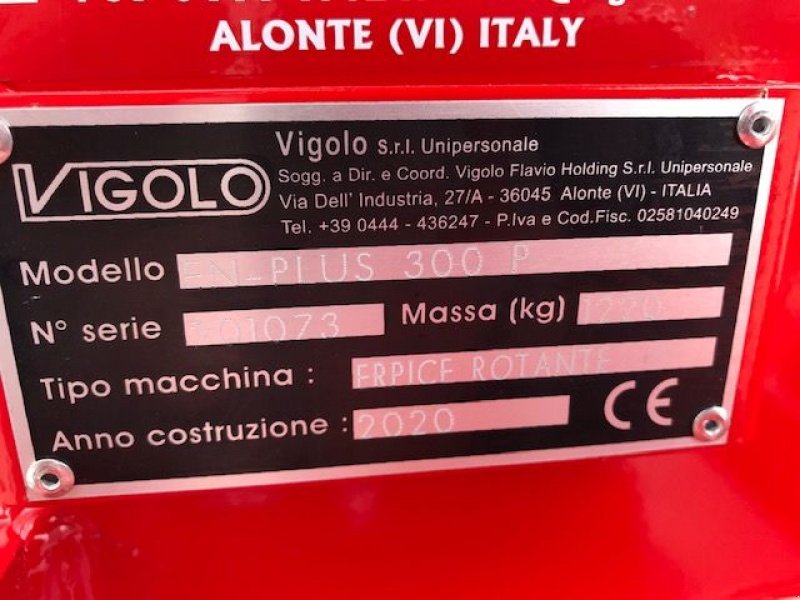 ALONTE (VI) ITALY
VIGOLO
Vigolo S.r.l. Unipersonale
Sogg. a Dir. e Coord. Vigolo Flavio Holding S.r.l. Unipersonale
Via Dell' Industria, 27/A - 36045 Alonte (VI) - ITALIA
Tel. +39 0444 - 436247 - P.Iva e Cod.Fisc. 02581040249
Modello EN-PLUS 300 P
N° serie Massa (kg) 1220
Tipo macchina : ERPICE ROTANTE
Anno costruzione : 2020 CE